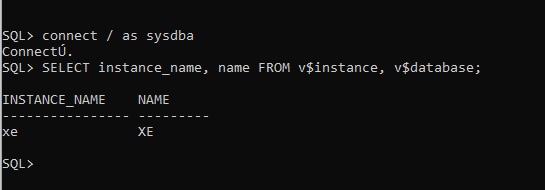 SQL> connect / as sysdba
ConnectÚ.
SQL> SELECT instance_name, name FROM v$instance, v$database;
INSTANCE_NAME    NAME
---------------- ---------
xe               XE
SQL>